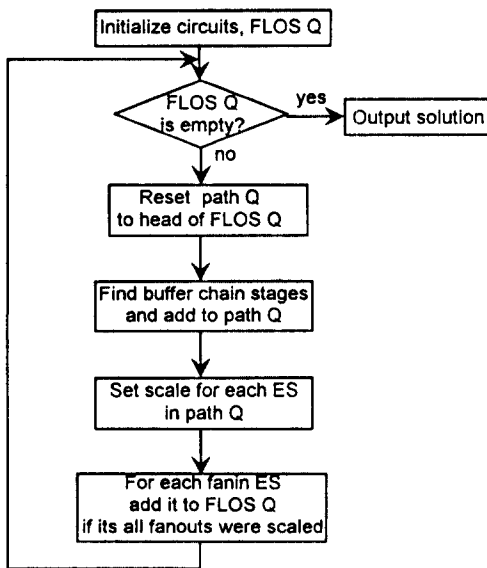 Initialize circuits, FLOS Q
FLOS Q
is empty?
yes
Output solution
no
Reset path Q
to head of FLOS Q
Find buffer chain stages
and add to path Q
Set scale for each ES
in path Q
For each fanin ES
add it to FLOS Q
if its all fanouts were scaled